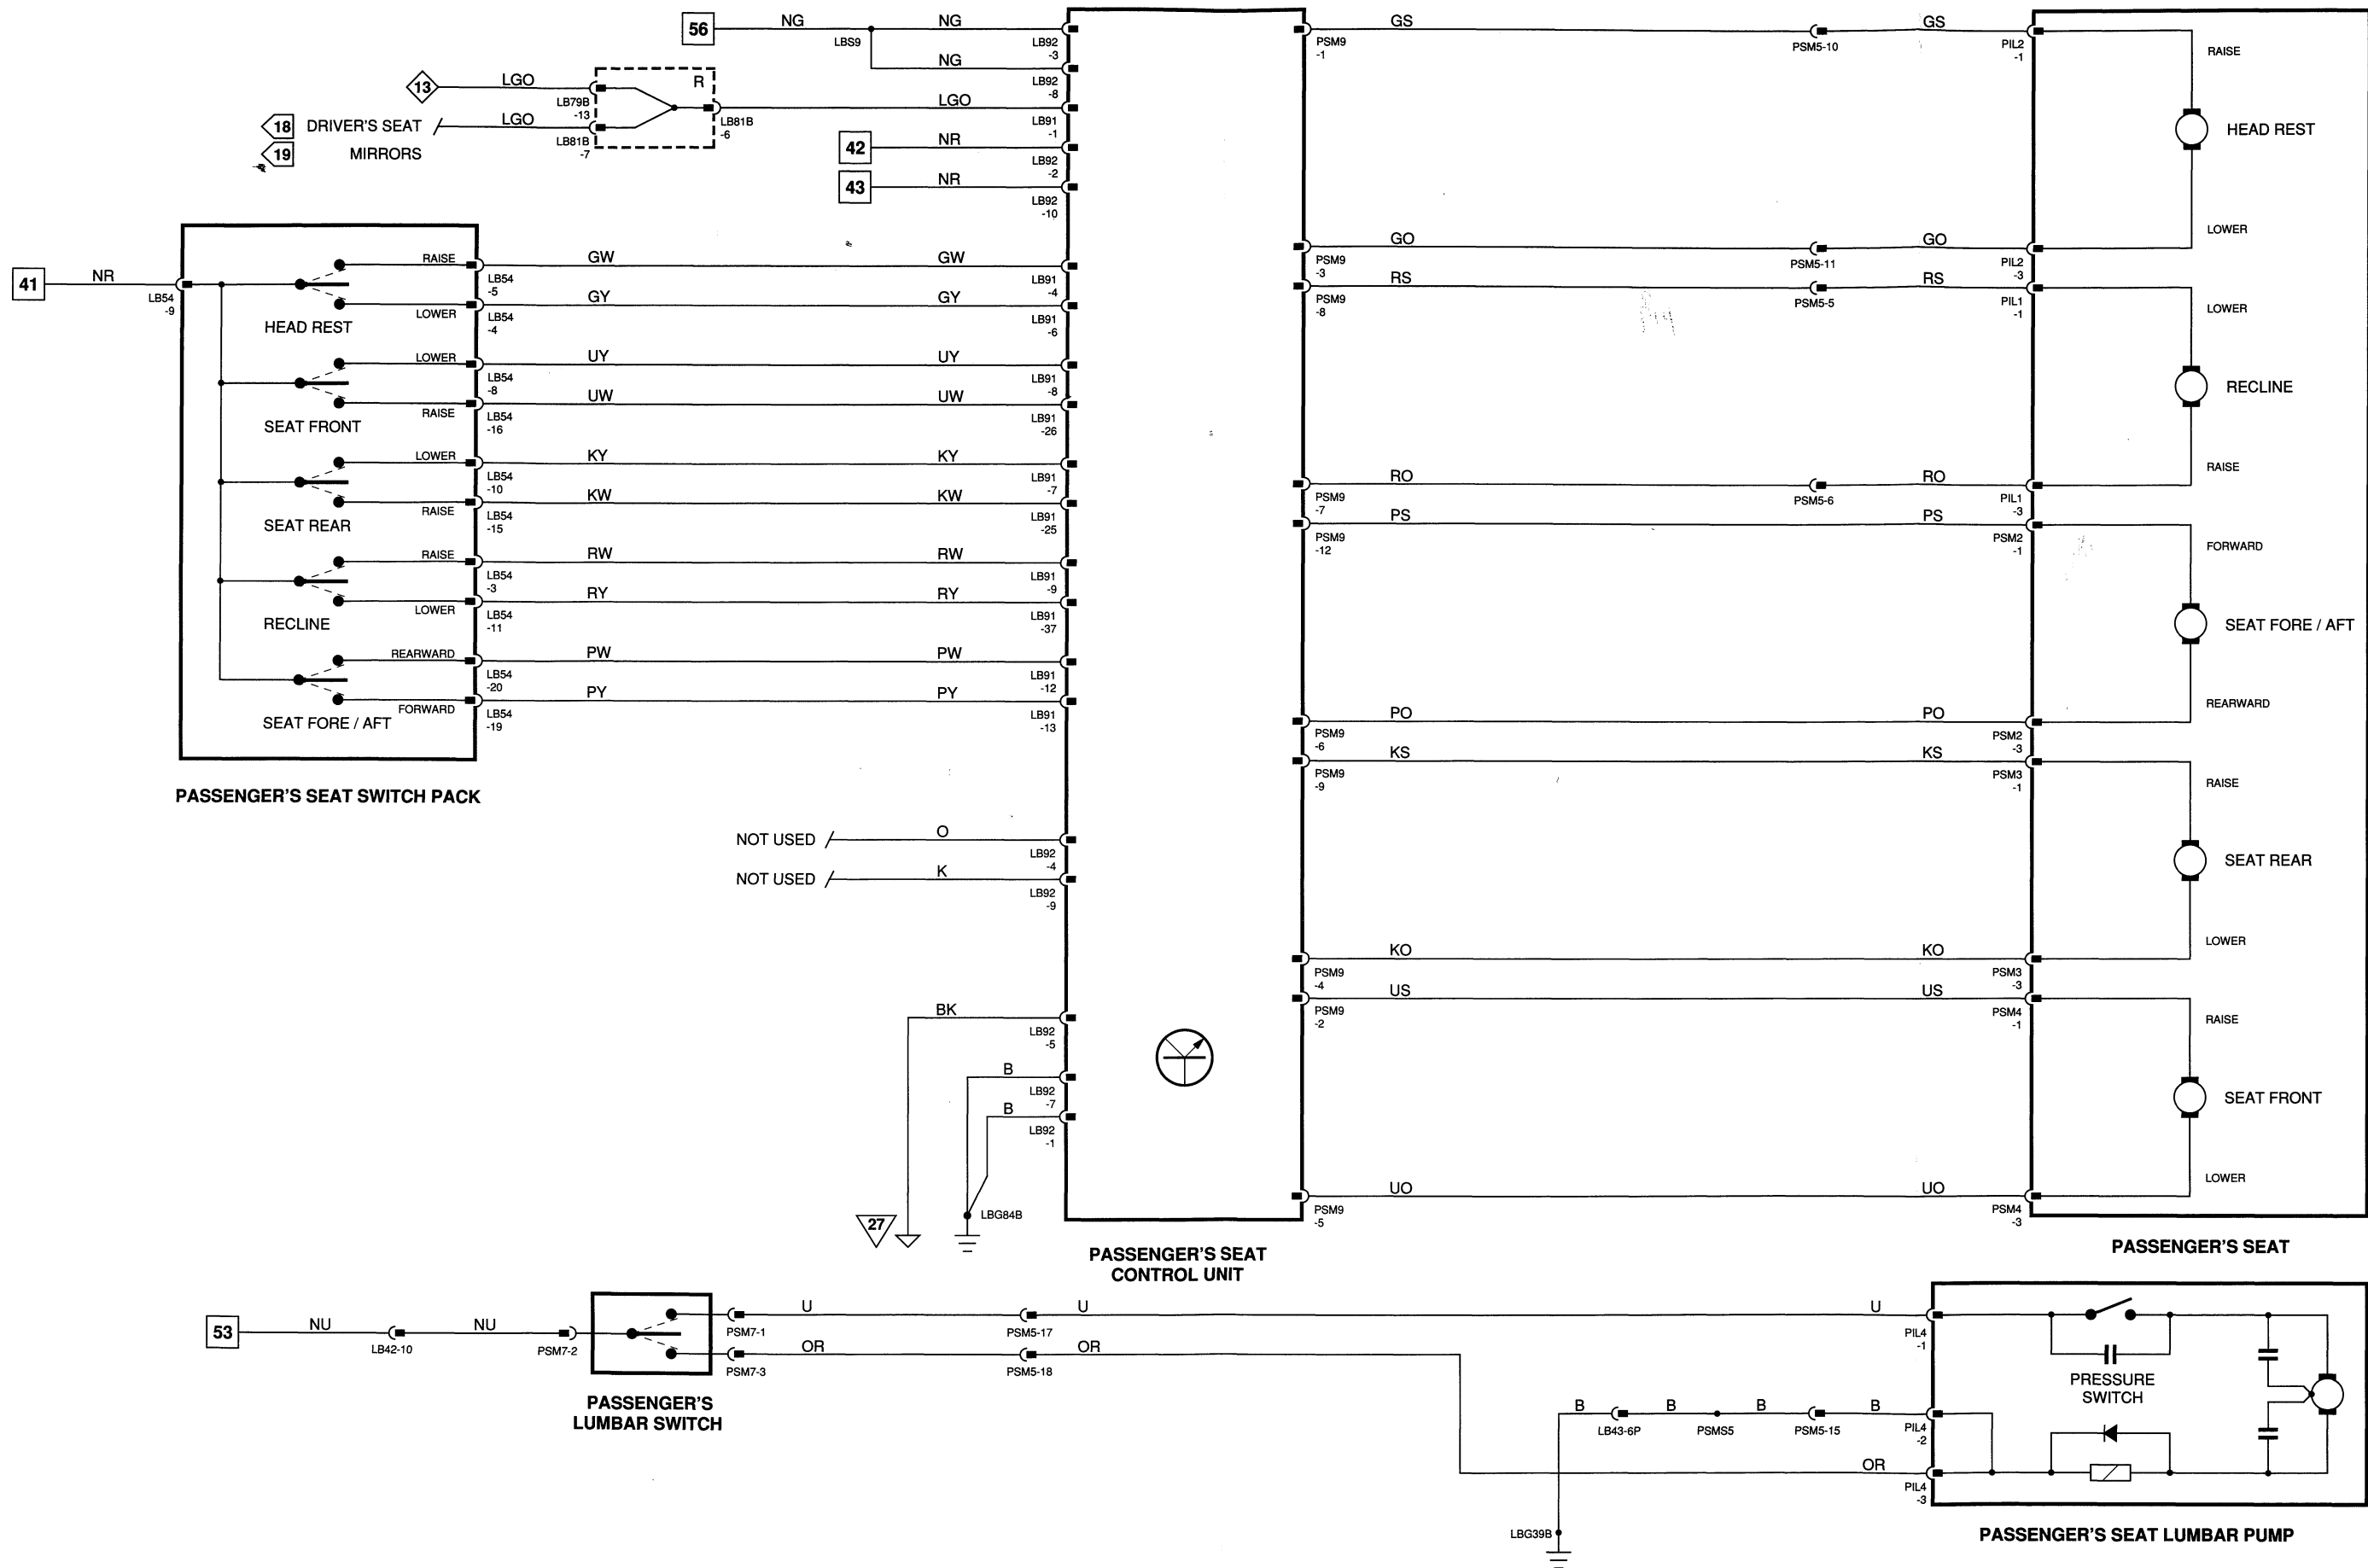 56
NG
NG
LBS9
LB92
-3
NG
LB92
-8
13
LGO
LB79B
-13
R
LGO
LB81B
-6
LB91
-1
18
DRIVER'S SEAT
LGO
LB81B
-7
19
MIRRORS
42
NR
LB92
-2
43
NR
LB92
-10
41
NR
LB54
-9
RAISE
LB54
-5
GW
GW
LB91
-4
LOWER
LB54
-4
GY
GY
LB91
-6
HEAD REST
LOWER
LB54
-8
UY
UY
LB91
-8
RAISE
LB54
-16
UW
UW
LB91
-26
SEAT FRONT
LOWER
LB54
-10
KY
KY
LB91
-7
RAISE
LB54
-15
KW
KW
LB91
-25
SEAT REAR
RAISE
LB54
-3
RW
RW
LB91
-9
LOWER
LB54
-11
RY
RY
LB91
-37
RECLINE
REARWARD
LB54
-20
PW
PW
LB91
-12
FORWARD
LB54
-19
PY
PY
LB91
-13
SEAT FORE / AFT
PASSENGER'S SEAT SWITCH PACK
NOT USED
O
LB92
-4
NOT USED
K
LB92
-9
BK
LB92
-5
B
LB92
-7
B
LB92
-1
27
LBG84B
PASSENGER'S SEAT
CONTROL UNIT
GS
PSM9
-1
PSM5-10
GS
PIL2
-1
RAISE
HEAD REST
LOWER
GO
PSM9
-3
PSM5-11
GO
PIL2
-3
RS
PSM9
-8
PSM5-5
RS
PIL1
-1
LOWER
RECLINE
RAISE
RO
PSM9
-7
PSM5-6
RO
PIL1
-3
PS
PSM9
-12
PS
PSM2
-1
FORWARD
SEAT FORE / AFT
REARWARD
PO
PSM9
-6
PO
PSM2
-3
KS
PSM9
-9
KS
PSM3
-1
RAISE
SEAT REAR
LOWER
KO
PSM9
-4
KO
PSM3
-3
US
PSM9
-2
US
PSM4
-1
RAISE
SEAT FRONT
LOWER
UO
PSM9
-5
UO
PSM4
-3
PASSENGER'S SEAT
53
NU
LB42-10
NU
PSM7-2
PASSENGER'S
LUMBAR SWITCH
U
PSM7-1
PSM5-17
U
U
PIL4
-1
OR
PSM7-3
PSM5-18
OR
PRESSURE
SWITCH
B
LB43-6P
B
PSMS5
B
PSM5-15
B
PIL4
-2
OR
PIL4
-3
LBG39B
PASSENGER'S SEAT LUMBAR PUMP